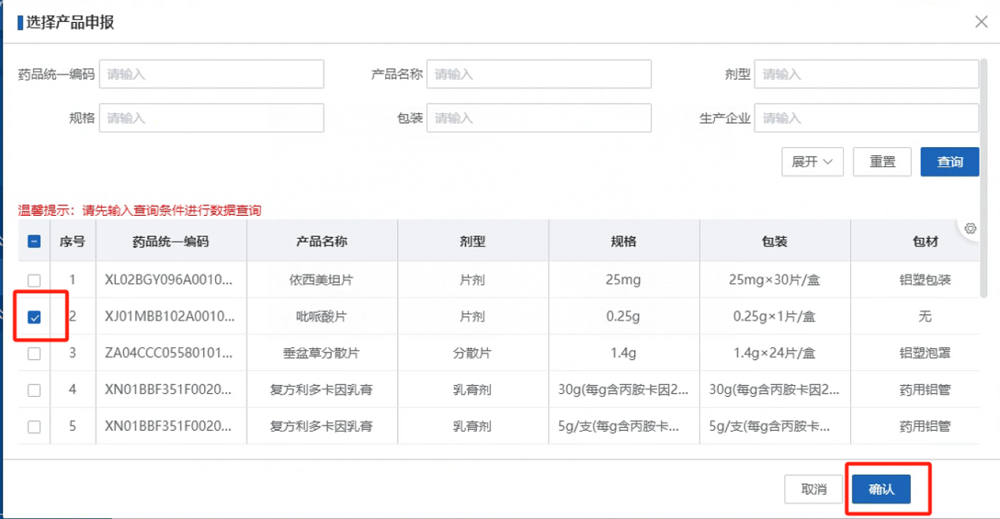 选择产品申报
药品统一编码 请输入 产品名称 请输入 剂型 请输入
规格 请输入 包装 请输入 生产企业 请输入
展开 重置 查询
温馨提示：请先输入查询条件进行数据查询
序号 药品统一编码 产品名称 剂型 规格 包装 包材
1 XL02BGY096A0010... 依西美坦片 片剂 25mg 25mg×30片/盒 铝塑包装
2 XJ01MBB102A0010... 吡哌酸片 片剂 0.25g 0.25g×1片/盒 无
3 ZA04CCC05580101... 垂盆草分散片 分散片 1.4g 1.4g×24片/盒 铝塑泡罩
4 XN01BBF351F0020... 复方利多卡因乳膏 乳膏剂 30g(每g含丙胺卡因2... 30g(每g含丙胺卡因2... 药用铝管
5 XN01BBF351F0020... 复方利多卡因乳膏 乳膏剂 5g/支(每g含丙胺卡... 5g/支(每g含丙胺卡... 药用铝管
取消 确认